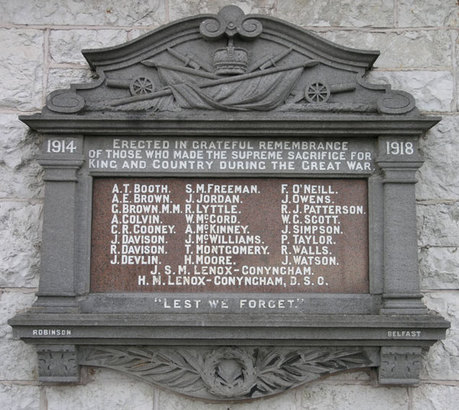 1914 ERECTED IN GRATEFUL REMEMBRANCE 1918
OF THOSE WHO MADE THE SUPREME SACRIFICE FOR
KING AND COUNTRY DURING THE GREAT WAR
A.T. BOOTH. S.M. FREEMAN. F. O'NEILL.
A.E. BROWN. J. JORDAN. J. OWENS.
G. BROWN. M.M. R. LYTTLE. R.J. PATTERSON.
A. COLVIN. W. McCORD. W.G. SCOTT.
C.R. COONEY. A. McKINNEY. J. SIMPSON.
J. DAVISON. J. McWILLIAMS. P. TAYLOR.
R. DAVISON. T. MONTGOMERY. R. WALLS.
J. DEVLIN. H. MOORE. J. WATSON.
J.S.M. LENOX-CONYNGHAM.
H.M. LENOX-CONYNGHAM, D.S.O.
"LEST WE FORGET."
ROBINSON BELFAST